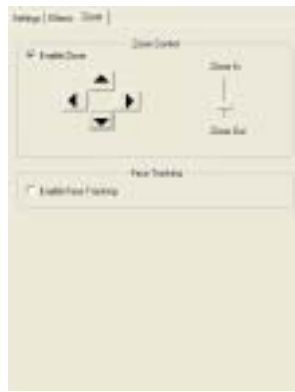 Settings Effects Zoom
Zoom Control
Enable Zoom
Zoom In
Zoom Out
Face Tracking
Enable Face Tracking